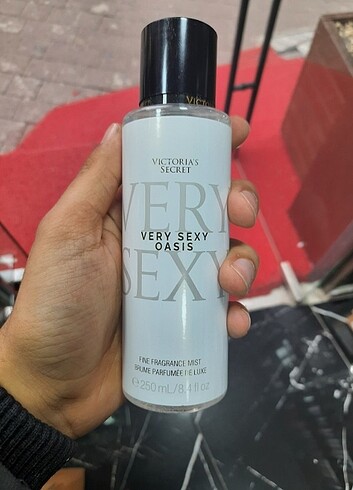 VICTO
VICTORIA'S
SECRET
VERY
VERY SEXY
OASIS
SEXY
FINE FRAGRANCE MIST
BRUME PARFUMÉE DE LUXE
℮ 250 mL/8.4 fl oz